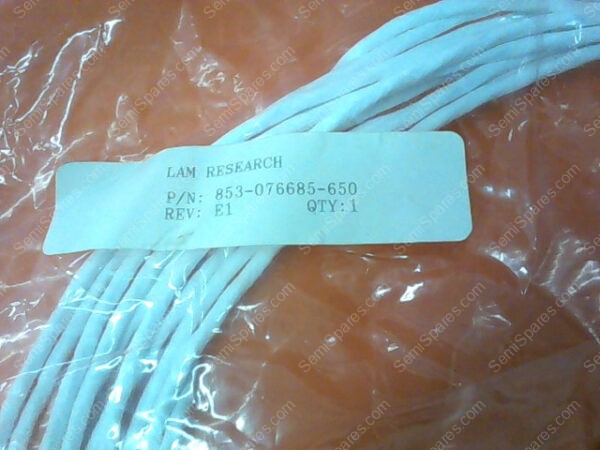 LAM RESEARCH
P/N: 853-076685-650
REV: E1 QTY:1
SemiSpares.com